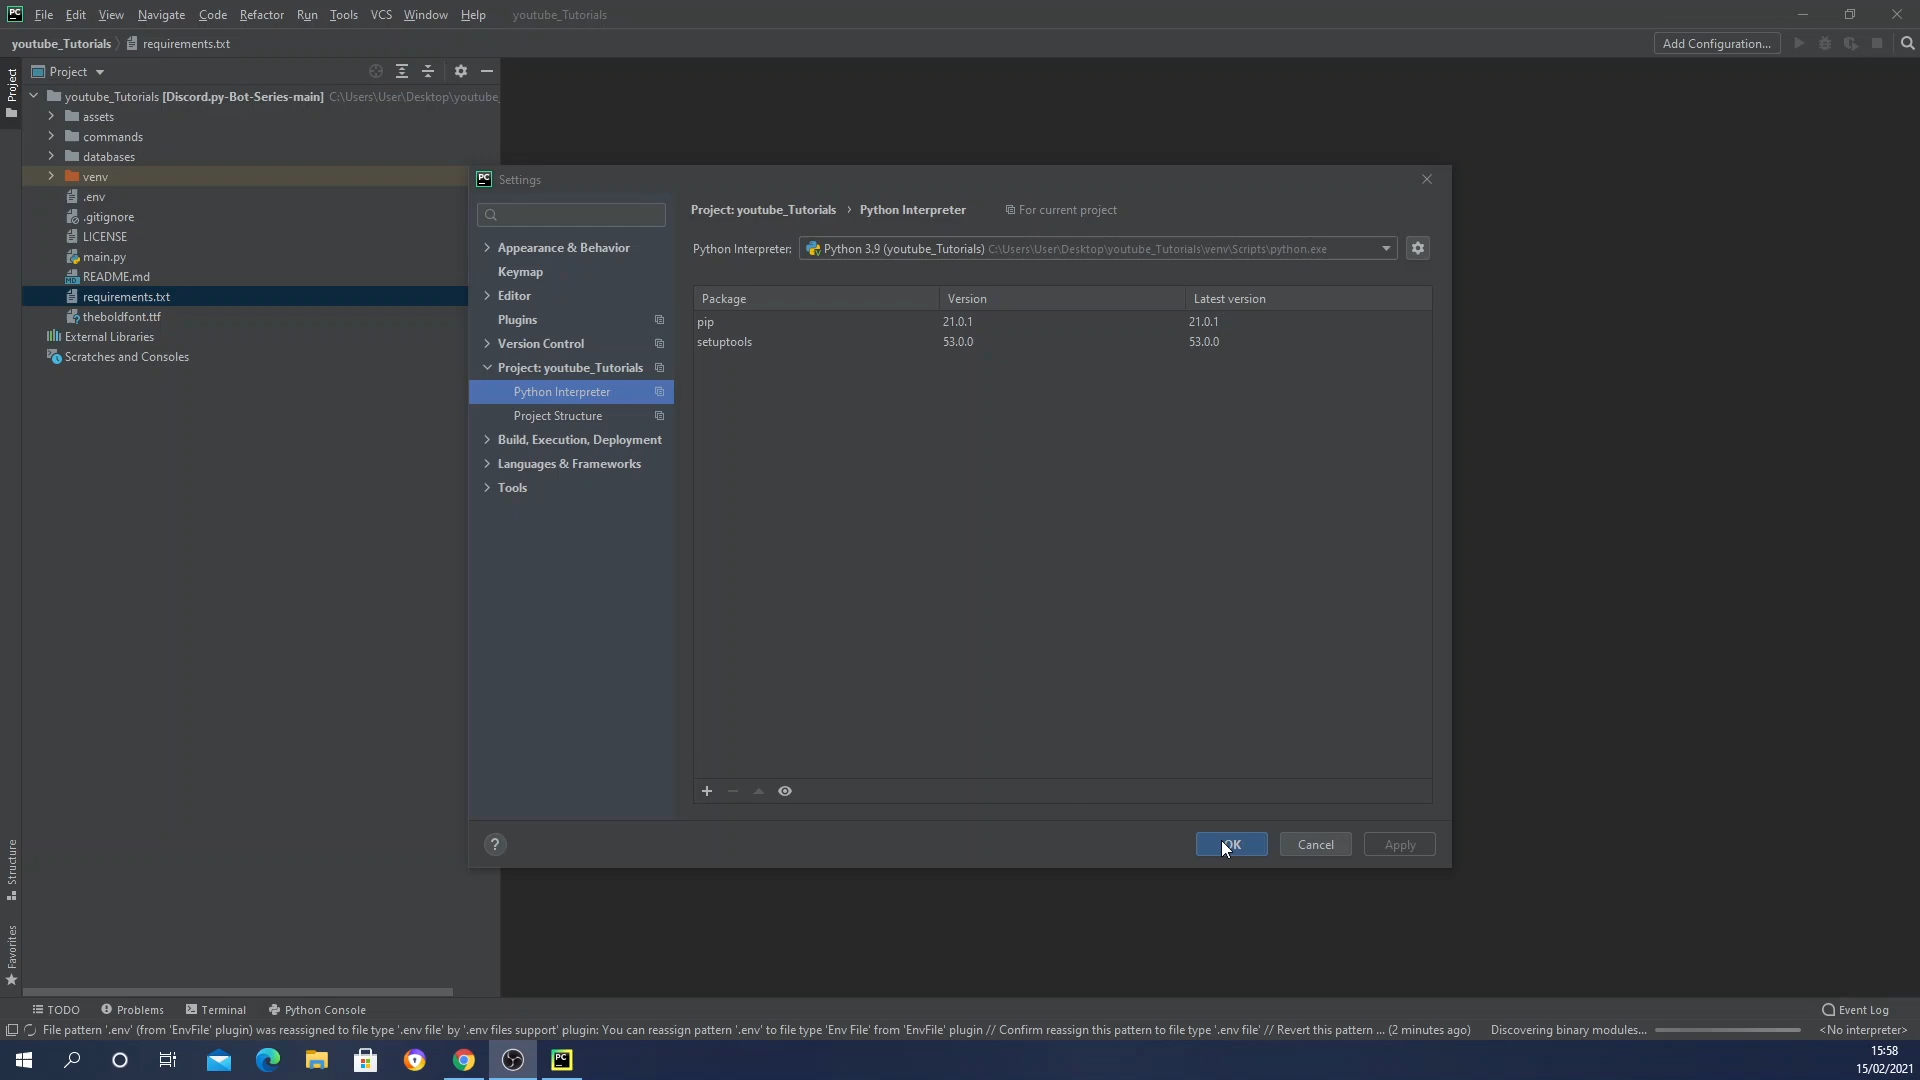 PC File Edit View Navigate Code Refactor Run Tools VCS Window Help youtube_Tutorials
youtube_Tutorials requirements.txt Add Configuration...
Project
Project
youtube_Tutorials [Discord.py-Bot-Series-main] C:\Users\User\Desktop\youtube_
assets
commands
databases
venv
.env
.gitignore
LICENSE
main.py
README.md
requirements.txt
theboldfont.ttf
External Libraries
Scratches and Consoles
PC Settings
Appearance & Behavior
Keymap
Editor
Plugins
Version Control
Project: youtube_Tutorials
Python Interpreter
Project Structure
Build, Execution, Deployment
Languages & Frameworks
Tools
Project: youtube_Tutorials › Python Interpreter For current project
Python Interpreter: Python 3.9 (youtube_Tutorials) C:\Users\User\Desktop\youtube_Tutorials\venv\Scripts\python.exe
Package Version Latest version
pip 21.0.1 21.0.1
setuptools 53.0.0 53.0.0
? OK Cancel Apply
Structure
Favorites
TODO Problems Terminal Python Console Event Log
File pattern '.env' (from 'EnvFile' plugin) was reassigned to file type '.env file' by '.env files support' plugin: You can reassign pattern '.env' to file type 'Env File' from 'EnvFile' plugin // Confirm reassign this pattern to file type '.env file' // Revert this pattern ... (2 minutes ago) Discovering binary modules... <No interpreter>
PC
15:58
15/02/2021